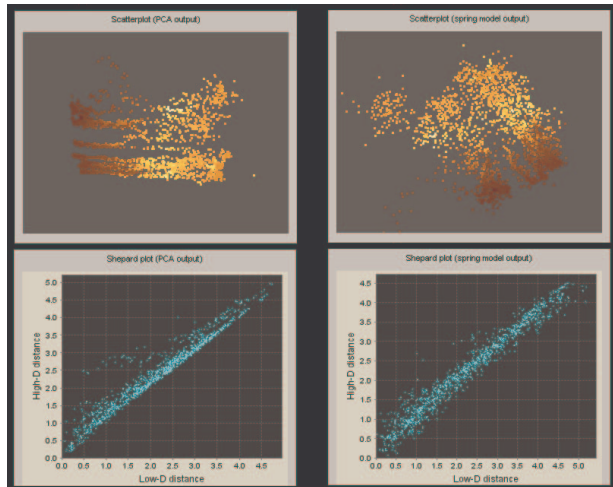 Scatterplot (PCA output)
Scatterplot (spring model output)
Shepard plot (PCA output)
5.0
4.5
4.0
3.5
3.0
2.5
2.0
1.5
1.0
0.5
0.0
High-D distance
0.0 0.5 1.0 1.5 2.0 2.5 3.0 3.5 4.0 4.5
Low-D distance
Shepard plot (spring model output)
4.5
4.0
3.5
3.0
2.5
2.0
1.5
1.0
0.5
0.0
High-D distance
0.0 0.5 1.0 1.5 2.0 2.5 3.0 3.5 4.0 4.5 5.0
Low-D distance